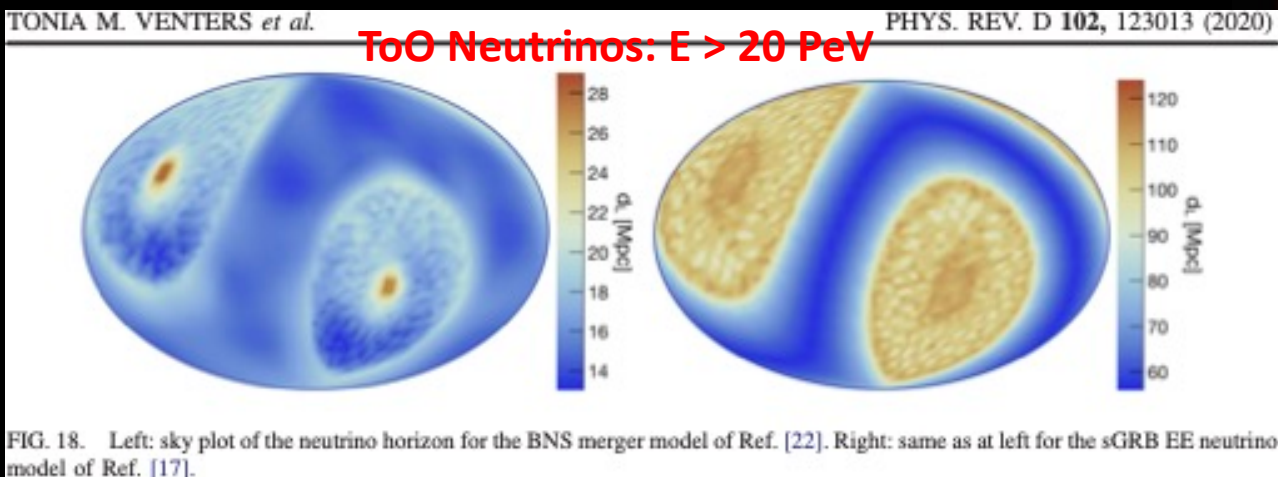 TONIA M. VENTERS et al.
PHYS. REV. D 102, 123013 (2020)
ToO Neutrinos: E > 20 PeV
28
26
24
22
20
18
16
14
dL [Mpc]
120
110
100
90
80
70
60
dL [Mpc]
FIG. 18. Left: sky plot of the neutrino horizon for the BNS merger model of Ref. [22]. Right: same as at left for the sGRB EE neutrino
model of Ref. [17].